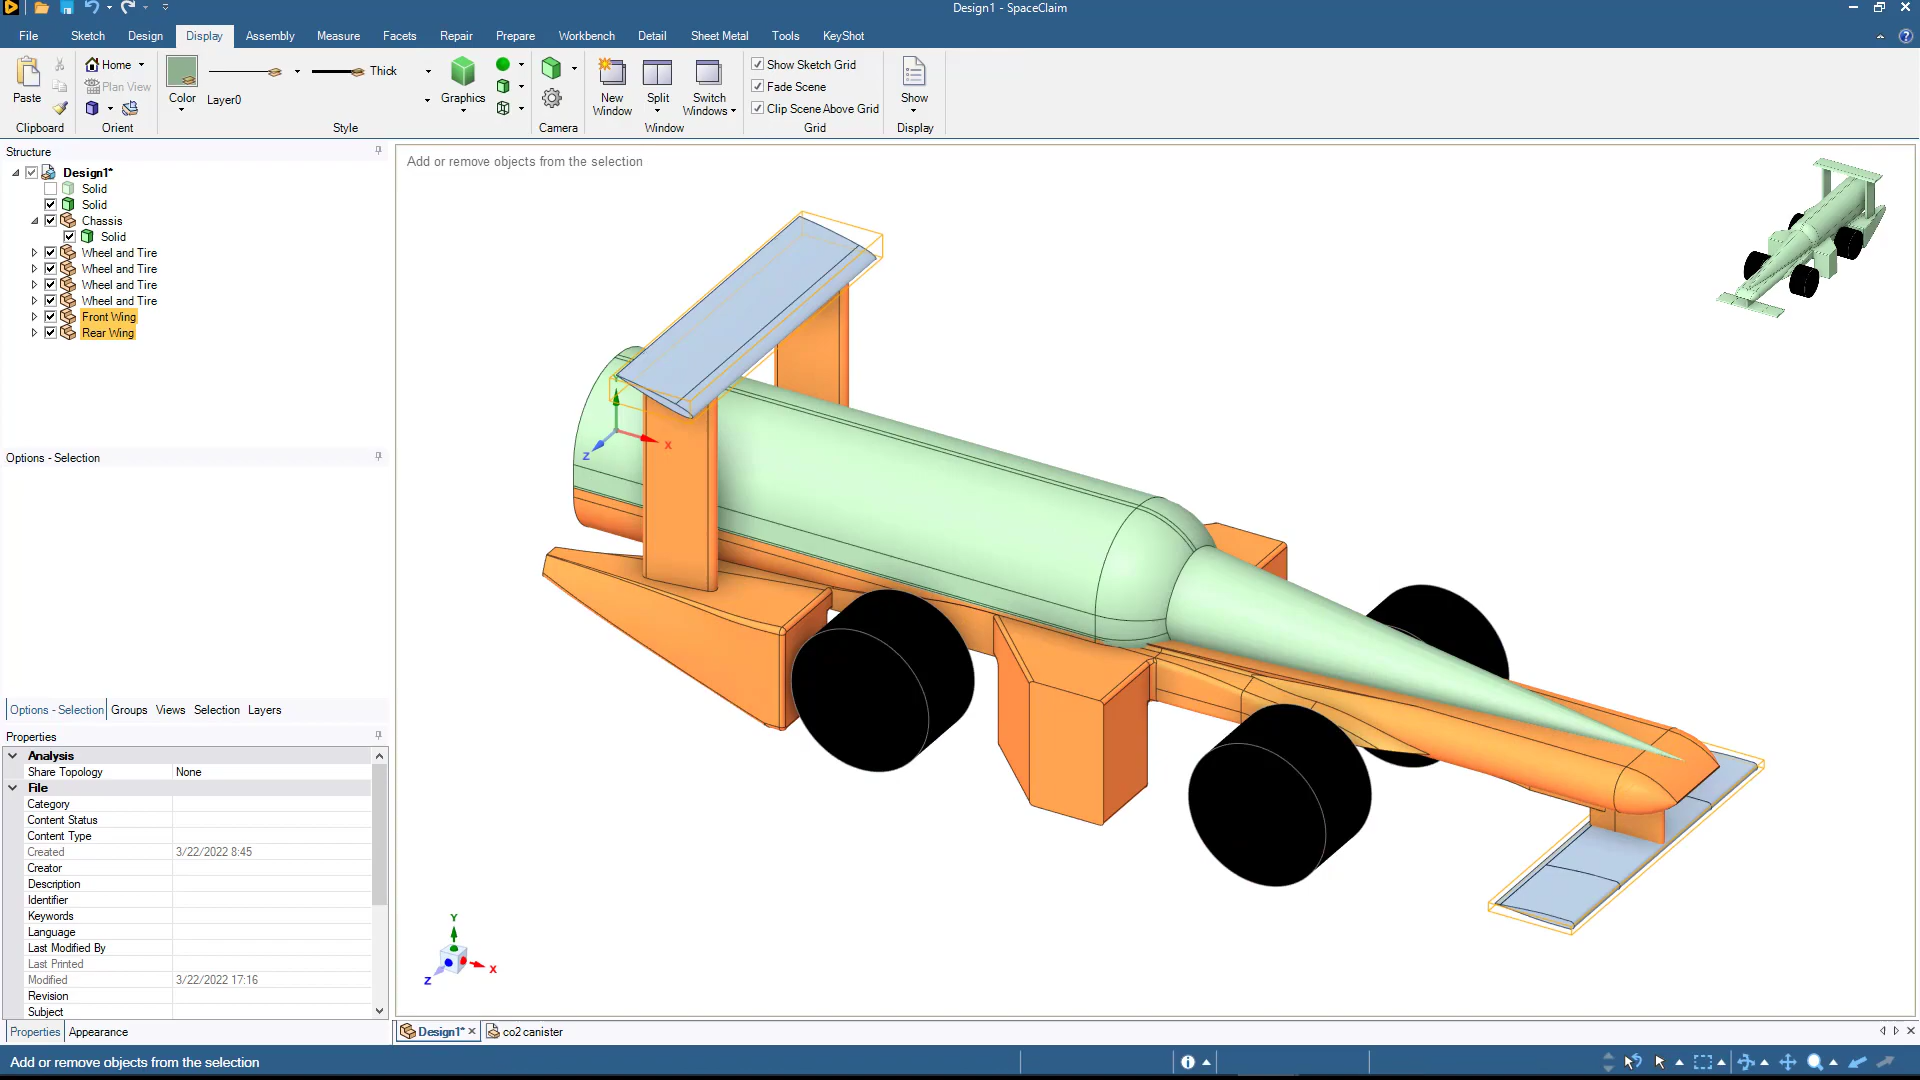 Design1 - SpaceClaim
File Sketch Design Display Assembly Measure Facets Repair Prepare Workbench Detail Sheet Metal Tools KeyShot
Paste
Clipboard
Home
Plan View
Orient
Color
Layer0
Thick
Style
Graphics
Camera
New Window
Split
Switch Windows
Window
Show Sketch Grid
Fade Scene
Clip Scene Above Grid
Grid
Show
Display
Structure
Design1*
Solid
Solid
Chassis
Solid
Wheel and Tire
Wheel and Tire
Wheel and Tire
Wheel and Tire
Front Wing
Rear Wing
Options - Selection
Options - Selection Groups Views Selection Layers
Properties
Analysis
Share Topology None
File
Category
Content Status
Content Type
Created 3/22/2022 8:45
Creator
Description
Identifier
Keywords
Language
Last Modified By
Last Printed
Modified 3/22/2022 17:16
Revision
Subject
Properties Appearance
Add or remove objects from the selection
X
Z
Y
X
Z
Design1* co2 canister
Add or remove objects from the selection